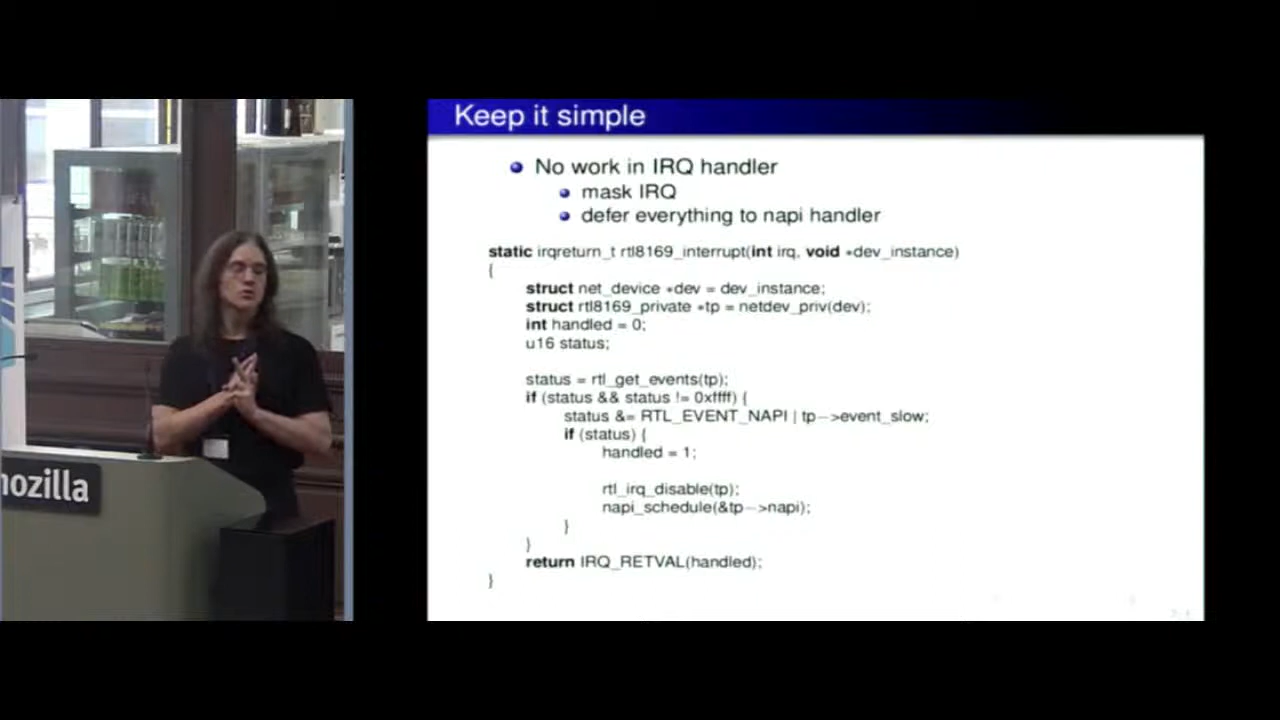 Keep it simple
No work in IRQ handler
mask IRQ
defer everything to napi handler
static irqreturn_t rtl8169_interrupt(int irq, void *dev_instance)
{
struct net_device *dev = dev_instance;
struct rtl8169_private *tp = netdev_priv(dev);
int handled = 0;
u16 status;
status = rtl_get_events(tp);
if (status && status != 0xffff) {
status &= RTL_EVENT_NAPI | tp->event_slow;
if (status) {
handled = 1;
rtl_irq_disable(tp);
napi_schedule(&tp->napi);
}
}
return IRQ_RETVAL(handled);
}
nozilla